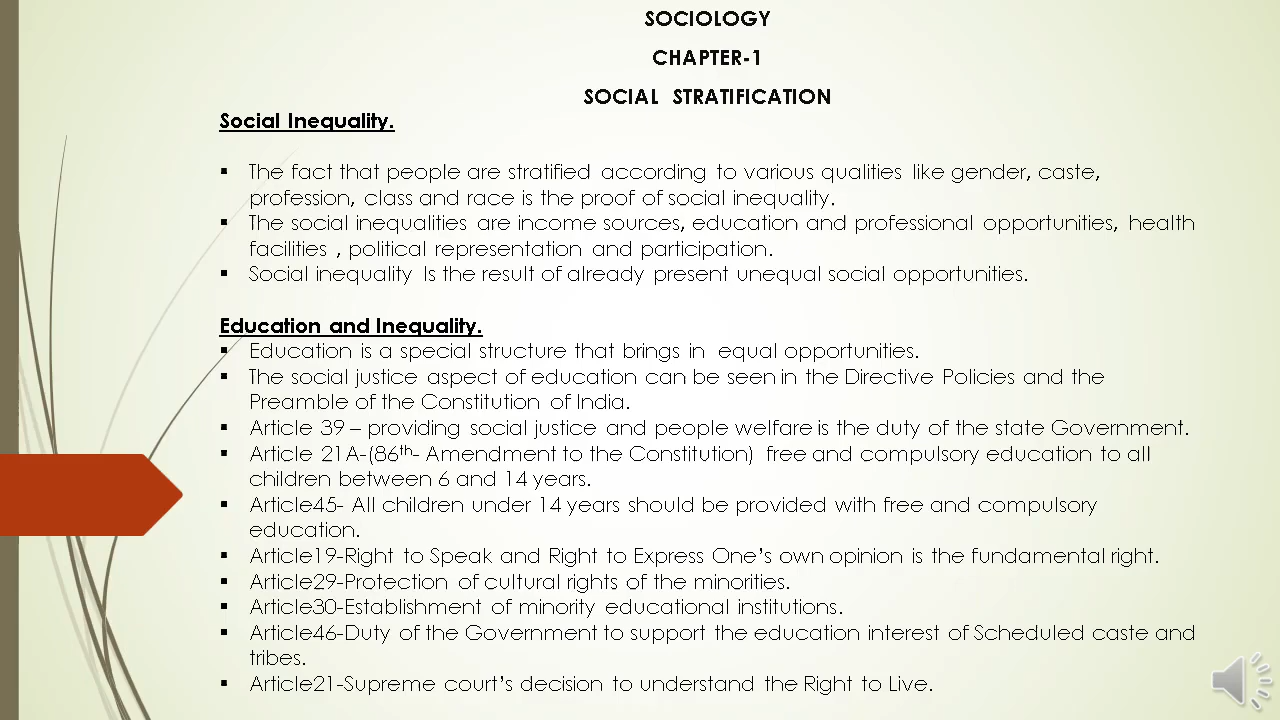 SOCIOLOGY
CHAPTER-1
SOCIAL STRATIFICATION
Social Inequality.
▪ The fact that people are stratified according to various qualities like gender, caste,
profession, class and race is the proof of social inequality.
▪ The social inequalities are income sources, education and professional opportunities, health
facilities , political representation and participation.
▪ Social inequality Is the result of already present unequal social opportunities.
Education and Inequality.
▪ Education is a special structure that brings in equal opportunities.
▪ The social justice aspect of education can be seen in the Directive Policies and the
Preamble of the Constitution of India.
▪ Article 39 – providing social justice and people welfare is the duty of the state Government.
▪ Article 21A-(86th- Amendment to the Constitution) free and compulsory education to all
children between 6 and 14 years.
▪ Article45- All children under 14 years should be provided with free and compulsory
education.
▪ Article19-Right to Speak and Right to Express One’s own opinion is the fundamental right.
▪ Article29-Protection of cultural rights of the minorities.
▪ Article30-Establishment of minority educational institutions.
▪ Article46-Duty of the Government to support the education interest of Scheduled caste and
tribes.
▪ Article21-Supreme court’s decision to understand the Right to Live.